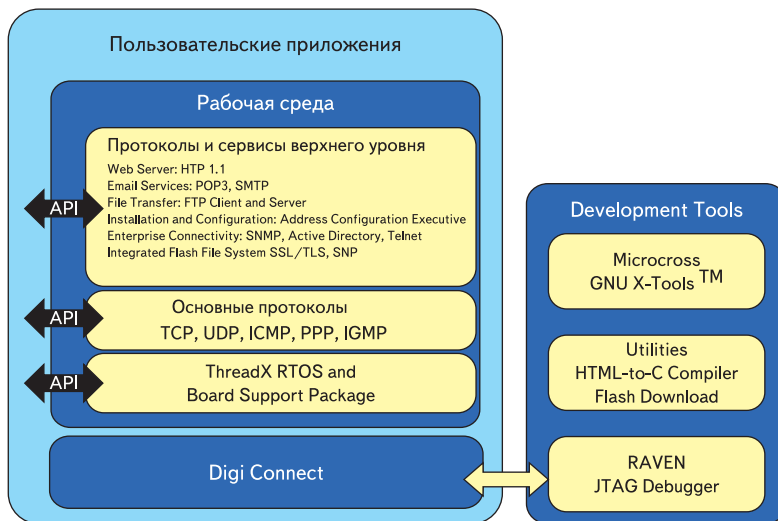 Пользовательские приложения
Рабочая среда
Протоколы и сервисы верхнего уровня
Web Server: HTP 1.1
Email Services: POP3, SMTP
File Transfer: FTP Client and Server
Installation and Configuration: Address Configuration Executive
Enterprise Connectivity: SNMP, Active Directory, Telnet
Integrated Flash File System SSL/TLS, SNP
API
Основные протоколы
TCP, UDP, ICMP, PPP, IGMP
API
ThreadX RTOS and
Board Support Package
API
Digi Connect
Development Tools
Microcross
GNU X-Tools TM
Utilities
HTML-to-C Compiler
Flash Download
RAVEN
JTAG Debugger